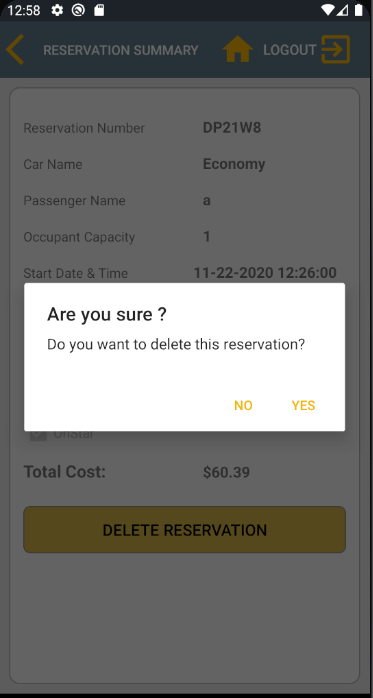 12:58
RESERVATION SUMMARY LOGOUT
Reservation Number DP21W8
Car Name Economy
Passenger Name a
Occupant Capacity 1
Start Date & Time 11-22-2020 12:26:00
Are you sure ?
Do you want to delete this reservation?
NO YES
OnStar
Total Cost: $60.39
DELETE RESERVATION